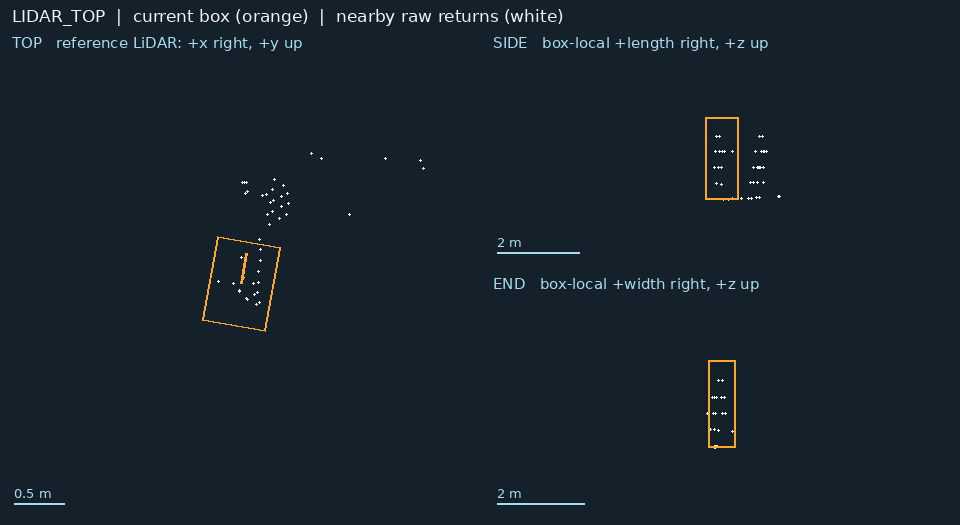 LIDAR_TOP  |  current box (orange)  |  nearby raw returns (white)
TOP   reference LiDAR: +x right, +y up
SIDE   box-local +length right, +z up
2 m
END   box-local +width right, +z up
0.5 m
2 m